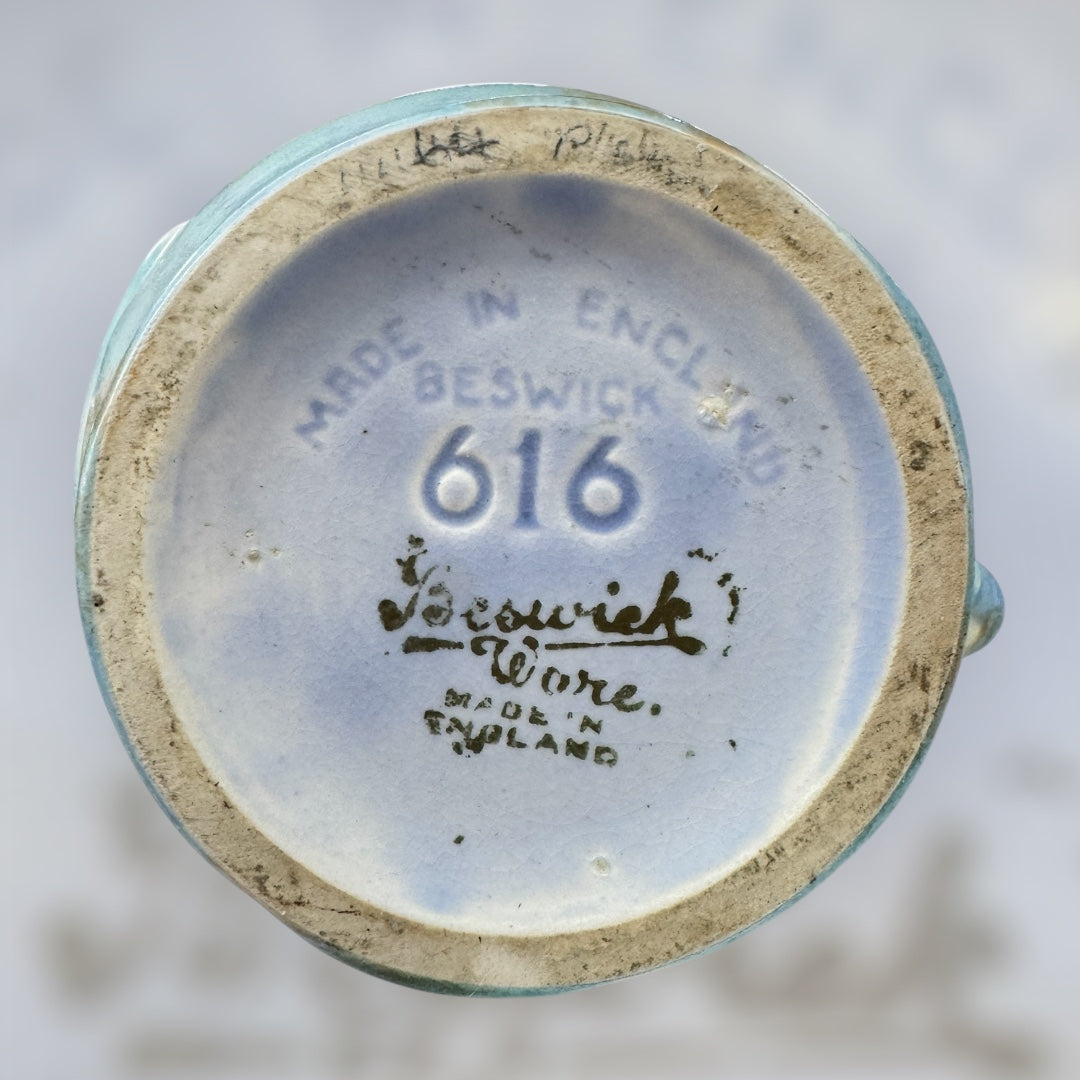 MADE IN ENGLAND
BESWICK
616
Beswick
Ware.
MADE IN
ENGLAND